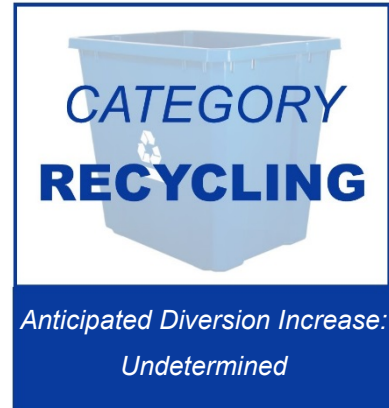 CATEGORY
RECYCLING
Anticipated Diversion Increase:
Undetermined